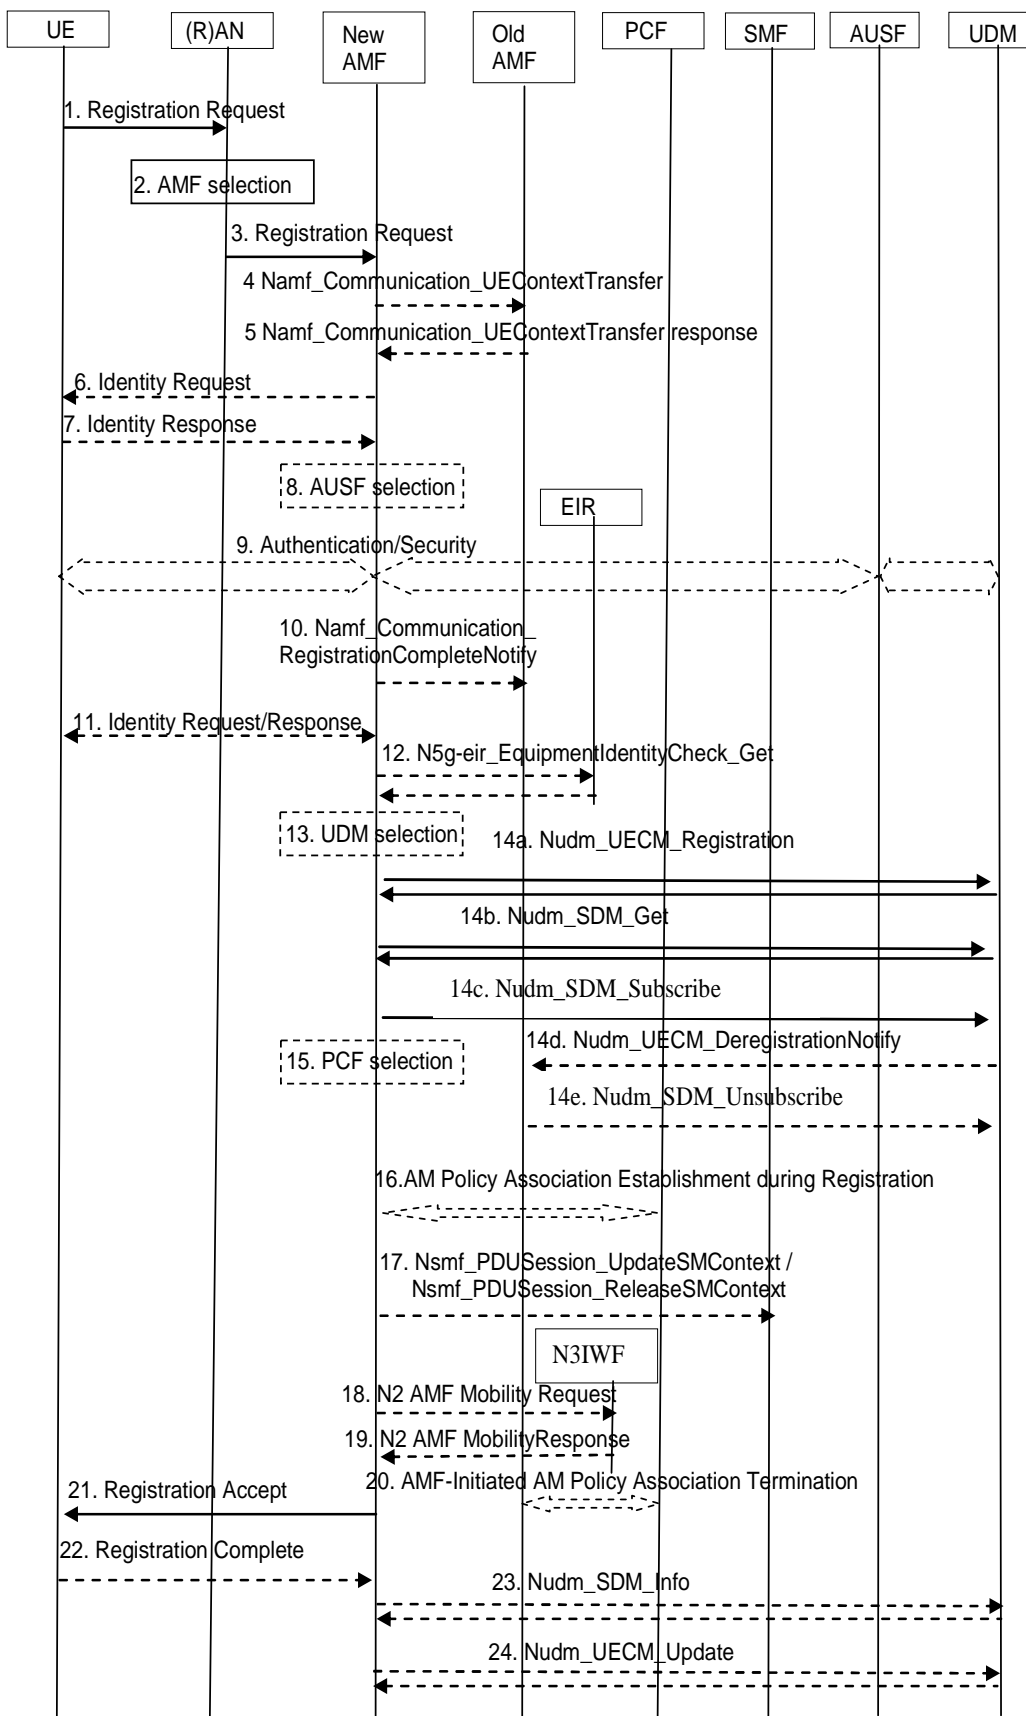 UE
(R)AN
New
AMF
Old
AMF
PCF
SMF
AUSF
UDM
1. Registration Request
2. AMF selection
3. Registration Request
4 Namf_Communication_UEContextTransfer
5 Namf_Communication_UEContextTransfer response
6. Identity Request
7. Identity Response
8. AUSF selection
EIR
9. Authentication/Security
10. Namf_Communication_
RegistrationCompleteNotify
11. Identity Request/Response
12. N5g-eir_EquipmentIdentityCheck_Get
13. UDM selection
14a. Nudm_UECM_Registration
14b. Nudm_SDM_Get
14c. Nudm_SDM_Subscribe
14d. Nudm_UECM_DeregistrationNotify
15. PCF selection
14e. Nudm_SDM_Unsubscribe
16.AM Policy Association Establishment during Registration
17. Nsmf_PDUSession_UpdateSMContext /
Nsmf_PDUSession_ReleaseSMContext
N3IWF
18. N2 AMF Mobility Request
19. N2 AMF MobilityResponse
20. AMF-Initiated AM Policy Association Termination
21. Registration Accept
22. Registration Complete
23. Nudm_SDM_Info
24. Nudm_UECM_Update